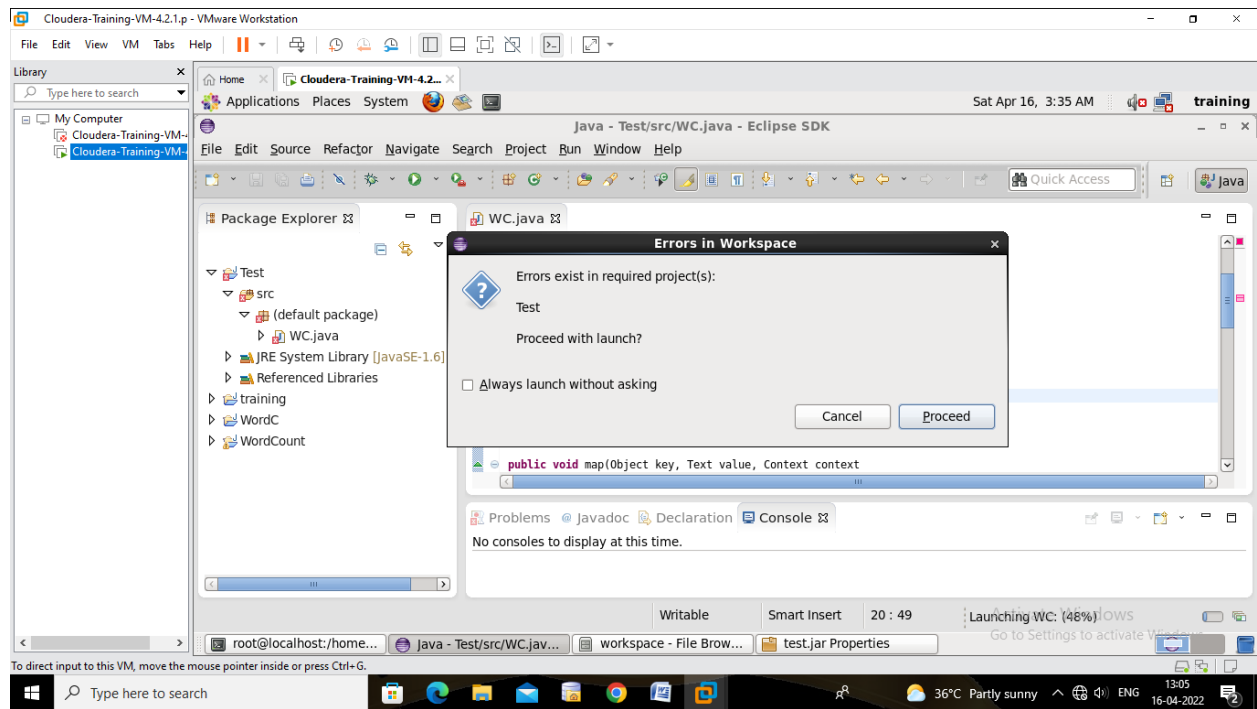 Cloudera-Training-VM-4.2.1.p - VMware Workstation
File Edit View VM Tabs Help
Library
Type here to search
My Computer
Cloudera-Training-VM-
Cloudera-Training-VM-
Home
Cloudera-Training-VM-4.2...
Applications Places System
Sat Apr 16, 3:35 AM
training
Java - Test/src/WC.java - Eclipse SDK
File Edit Source Refactor Navigate Search Project Run Window Help
Quick Access
Java
Package Explorer
WC.java
Test
src
(default package)
WC.java
JRE System Library [JavaSE-1.6]
Referenced Libraries
training
WordC
WordCount
Errors in Workspace
Errors exist in required project(s):
Test
Proceed with launch?
Always launch without asking
Cancel
Proceed
public void map(Object key, Text value, Context context
Problems @ Javadoc Declaration Console
No consoles to display at this time.
Writable
Smart Insert
20 : 49
Launching WC: (48%)
Activate Windows
Go to Settings to activate Windows.
root@localhost:/home...
Java - Test/src/WC.jav...
workspace - File Brow...
test.jar Properties
To direct input to this VM, move the mouse pointer inside or press Ctrl+G.
Type here to search
36°C Partly sunny
ENG
13:05
16-04-2022
2